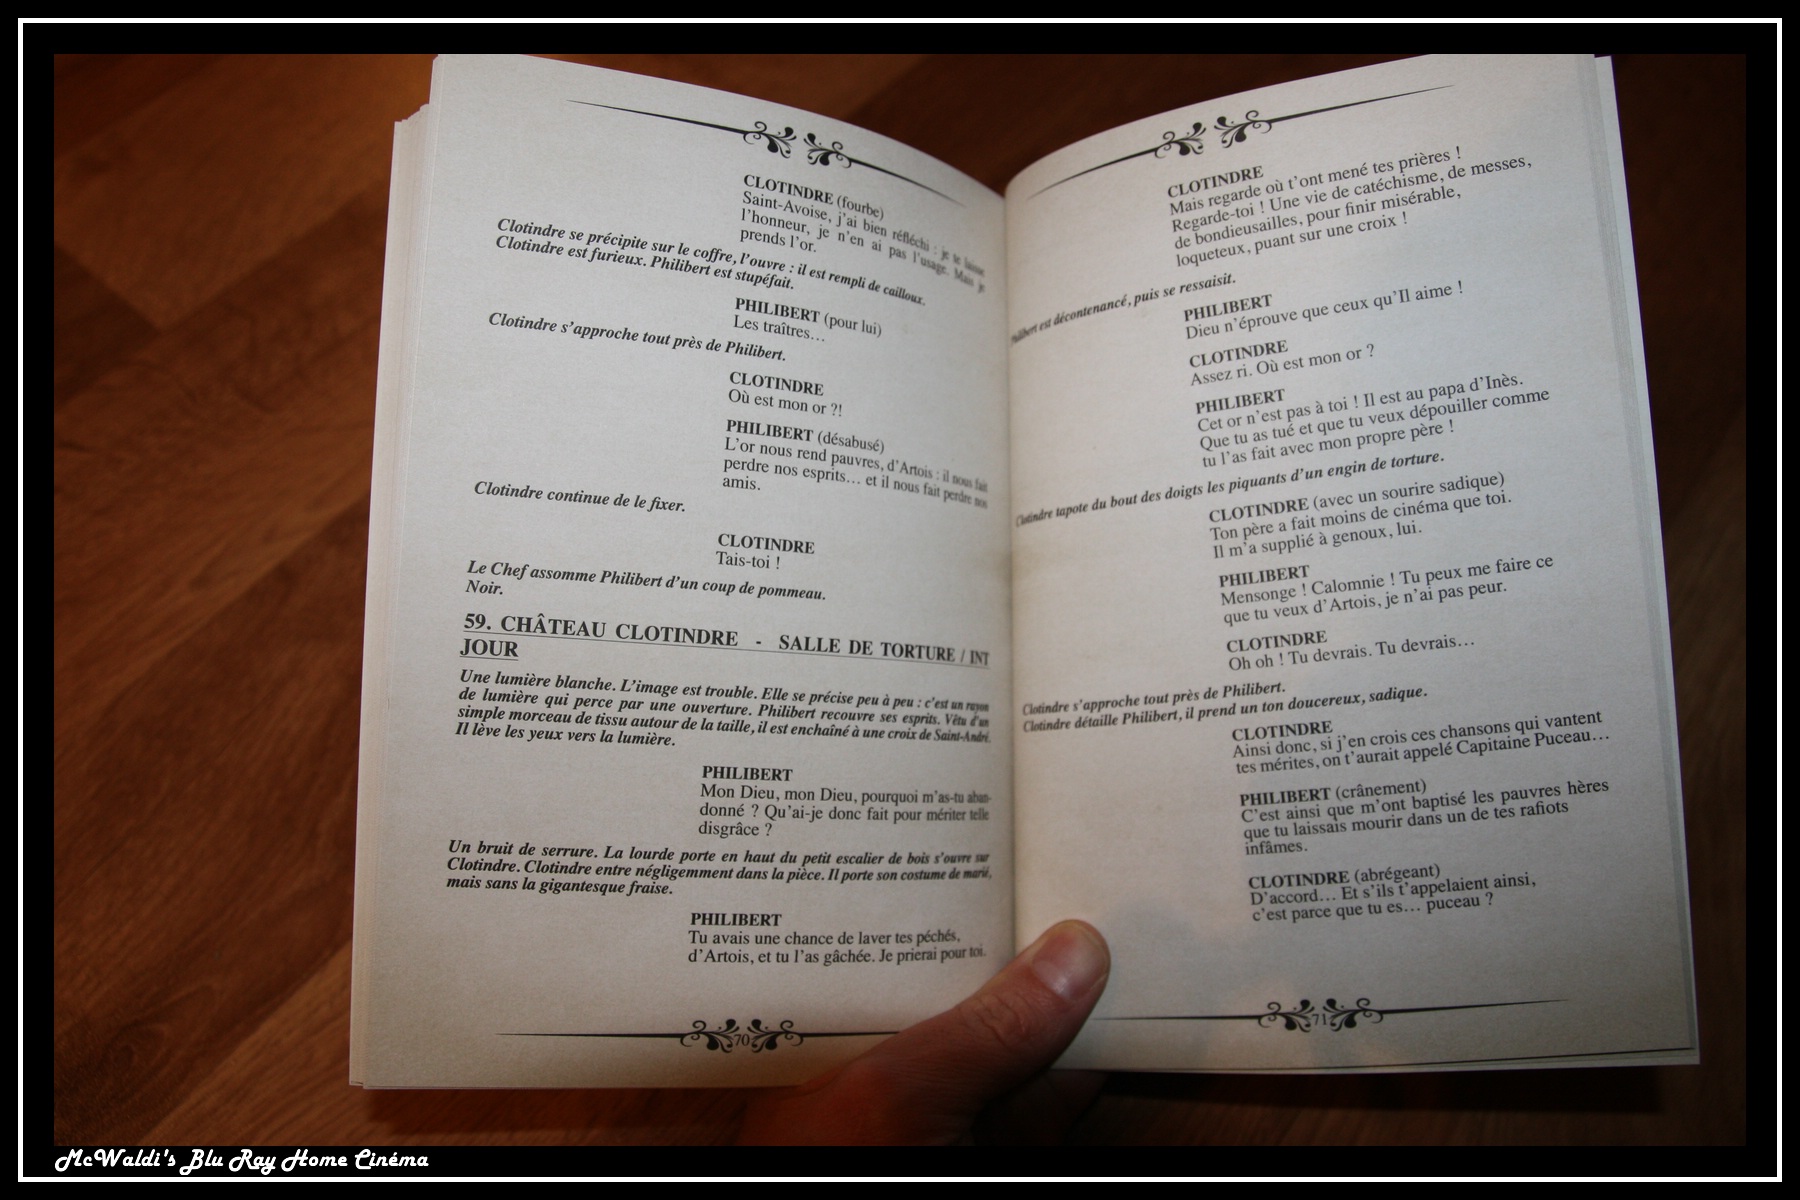 CLOTINDRE (fourbe)
Saint-Avoise, j'ai bien réfléchi : je te laisse
l'honneur, je n'en ai pas l'usage. Mais je
prends l'or.
Clotindre se précipite sur le coffre, l'ouvre : il est rempli de cailloux.
Clotindre est furieux. Philibert est stupéfait.
PHILIBERT (pour lui)
Les traîtres…
Clotindre s'approche tout près de Philibert.
CLOTINDRE
Où est mon or ?!
PHILIBERT (désabusé)
L'or nous rend pauvres, d'Artois : il nous fait
perdre nos esprits… et il nous fait perdre nos
amis.
Clotindre continue de le fixer.
CLOTINDRE
Tais-toi !
Le Chef assomme Philibert d'un coup de pommeau.
Noir.
59. CHÂTEAU CLOTINDRE - SALLE DE TORTURE / INT
JOUR
Une lumière blanche. L'image est trouble. Elle se précise peu à peu : c'est un rayon
de lumière qui perce par une ouverture. Philibert recouvre ses esprits. Vêtu d'un
simple morceau de tissu autour de la taille, il est enchaîné à une croix de Saint-André.
Il lève les yeux vers la lumière.
PHILIBERT
Mon Dieu, mon Dieu, pourquoi m'as-tu aban-
donné ? Qu'ai-je donc fait pour mériter telle
disgrâce ?
Un bruit de serrure. La lourde porte en haut du petit escalier de bois s'ouvre sur
Clotindre. Clotindre entre négligemment dans la pièce. Il porte son costume de marié,
mais sans la gigantesque fraise.
PHILIBERT
Tu avais une chance de laver tes péchés,
d'Artois, et tu l'as gâchée. Je prierai pour toi.
70
CLOTINDRE
Mais regarde où t'ont mené tes prières !
Regarde-toi ! Une vie de catéchisme, de messes,
de bondieusailles, pour finir misérable,
loqueteux, puant sur une croix !
Philibert est décontenancé, puis se ressaisit.
PHILIBERT
Dieu n'éprouve que ceux qu'Il aime !
CLOTINDRE
Assez ri. Où est mon or ?
PHILIBERT
Cet or n'est pas à toi ! Il est au papa d'Inès.
Que tu as tué et que tu veux dépouiller comme
tu l'as fait avec mon propre père !
Clotindre tapote du bout des doigts les piquants d'un engin de torture.
CLOTINDRE (avec un sourire sadique)
Ton père a fait moins de cinéma que toi.
Il m'a supplié à genoux, lui.
PHILIBERT
Mensonge ! Calomnie ! Tu peux me faire ce
que tu veux d'Artois, je n'ai pas peur.
CLOTINDRE
Oh oh ! Tu devrais. Tu devrais…
Clotindre s'approche tout près de Philibert.
Clotindre détaille Philibert, il prend un ton doucereux, sadique.
CLOTINDRE
Ainsi donc, si j'en crois ces chansons qui vantent
tes mérites, on t'aurait appelé Capitaine Puceau…
PHILIBERT (crânement)
C'est ainsi que m'ont baptisé les pauvres hères
que tu laissais mourir dans un de tes rafiots
infâmes.
CLOTINDRE (abrégeant)
D'accord… Et s'ils t'appelaient ainsi,
c'est parce que tu es… puceau ?
71
McWaldi's Blu Ray Home Cinéma